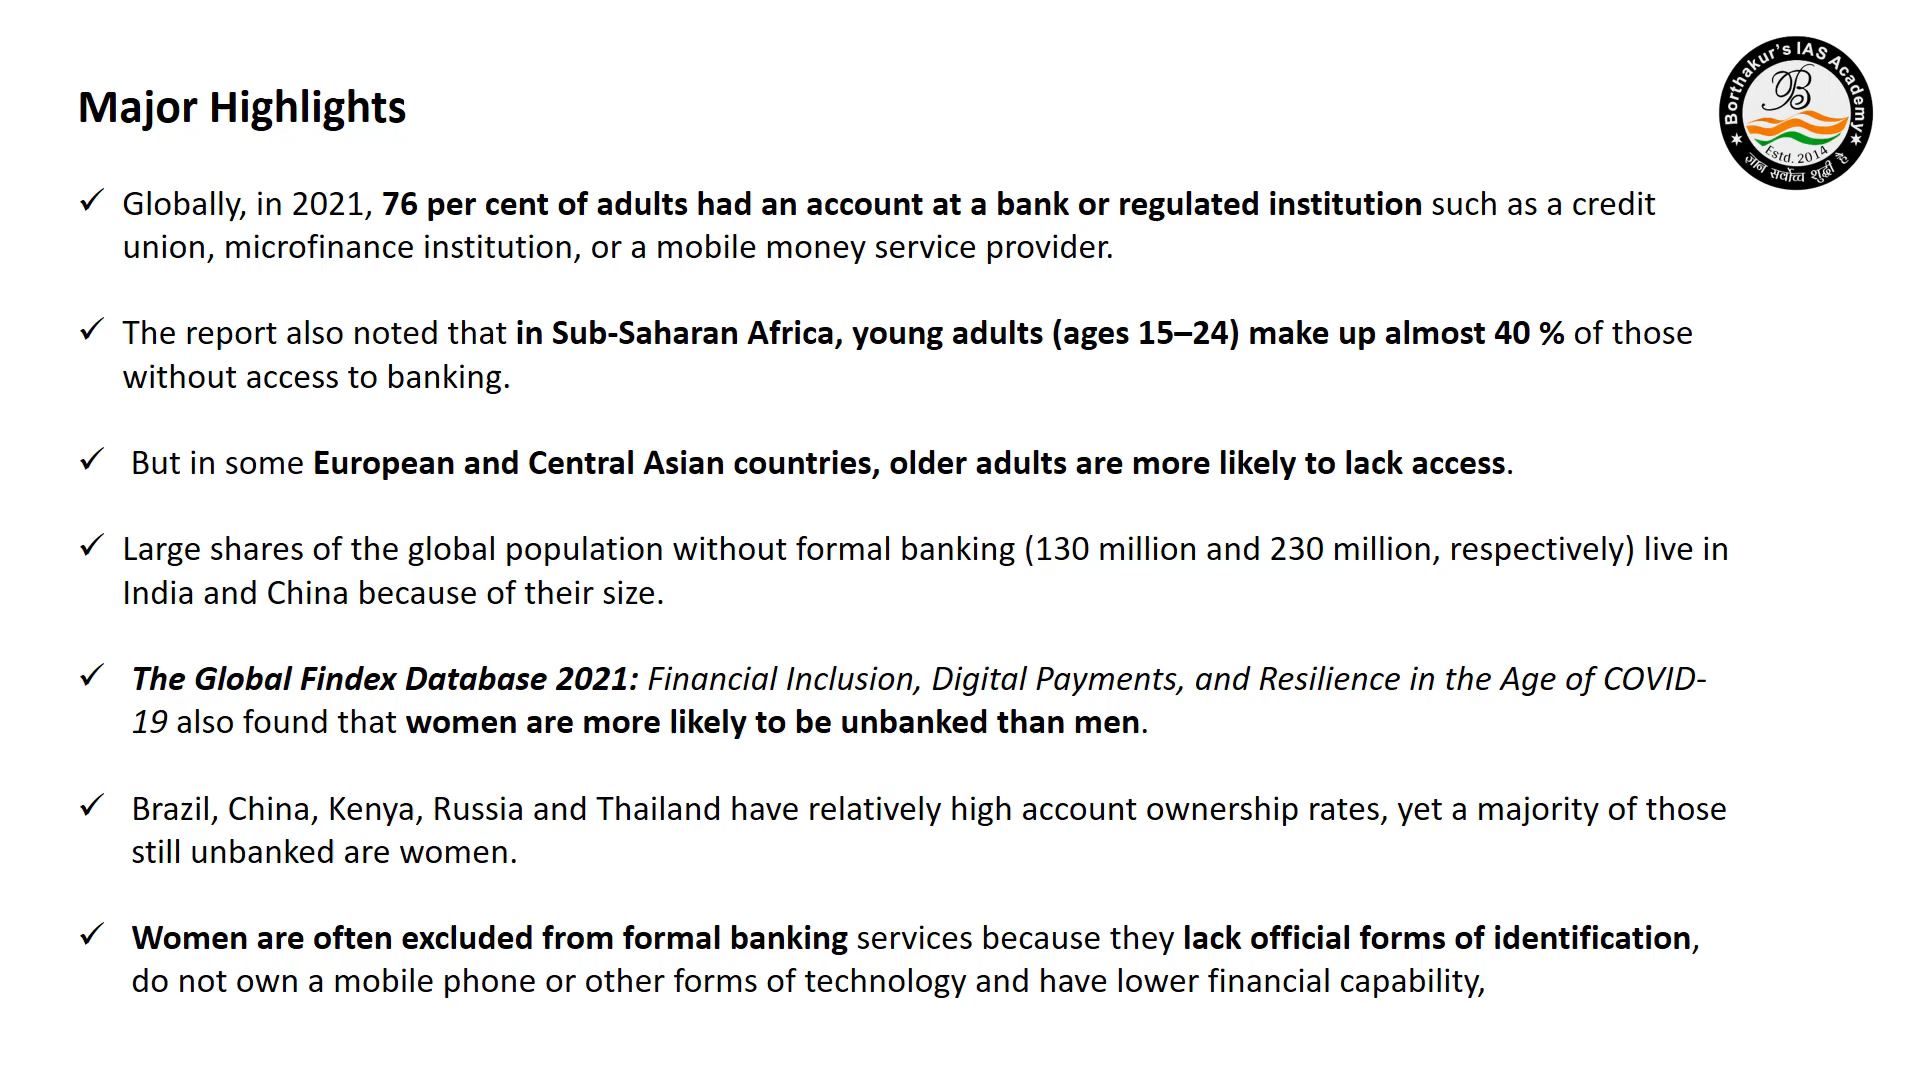 Major Highlights
Borthakur's IAS Academy
B
Estd. 2014
ज्ञान सर्वोच्च शुद्धी है
✓ Globally, in 2021, 76 per cent of adults had an account at a bank or regulated institution such as a credit
union, microfinance institution, or a mobile money service provider.
✓ The report also noted that in Sub-Saharan Africa, young adults (ages 15–24) make up almost 40 % of those
without access to banking.
✓ But in some European and Central Asian countries, older adults are more likely to lack access.
✓ Large shares of the global population without formal banking (130 million and 230 million, respectively) live in
India and China because of their size.
✓ The Global Findex Database 2021: Financial Inclusion, Digital Payments, and Resilience in the Age of COVID-
19 also found that women are more likely to be unbanked than men.
✓ Brazil, China, Kenya, Russia and Thailand have relatively high account ownership rates, yet a majority of those
still unbanked are women.
✓ Women are often excluded from formal banking services because they lack official forms of identification,
do not own a mobile phone or other forms of technology and have lower financial capability,